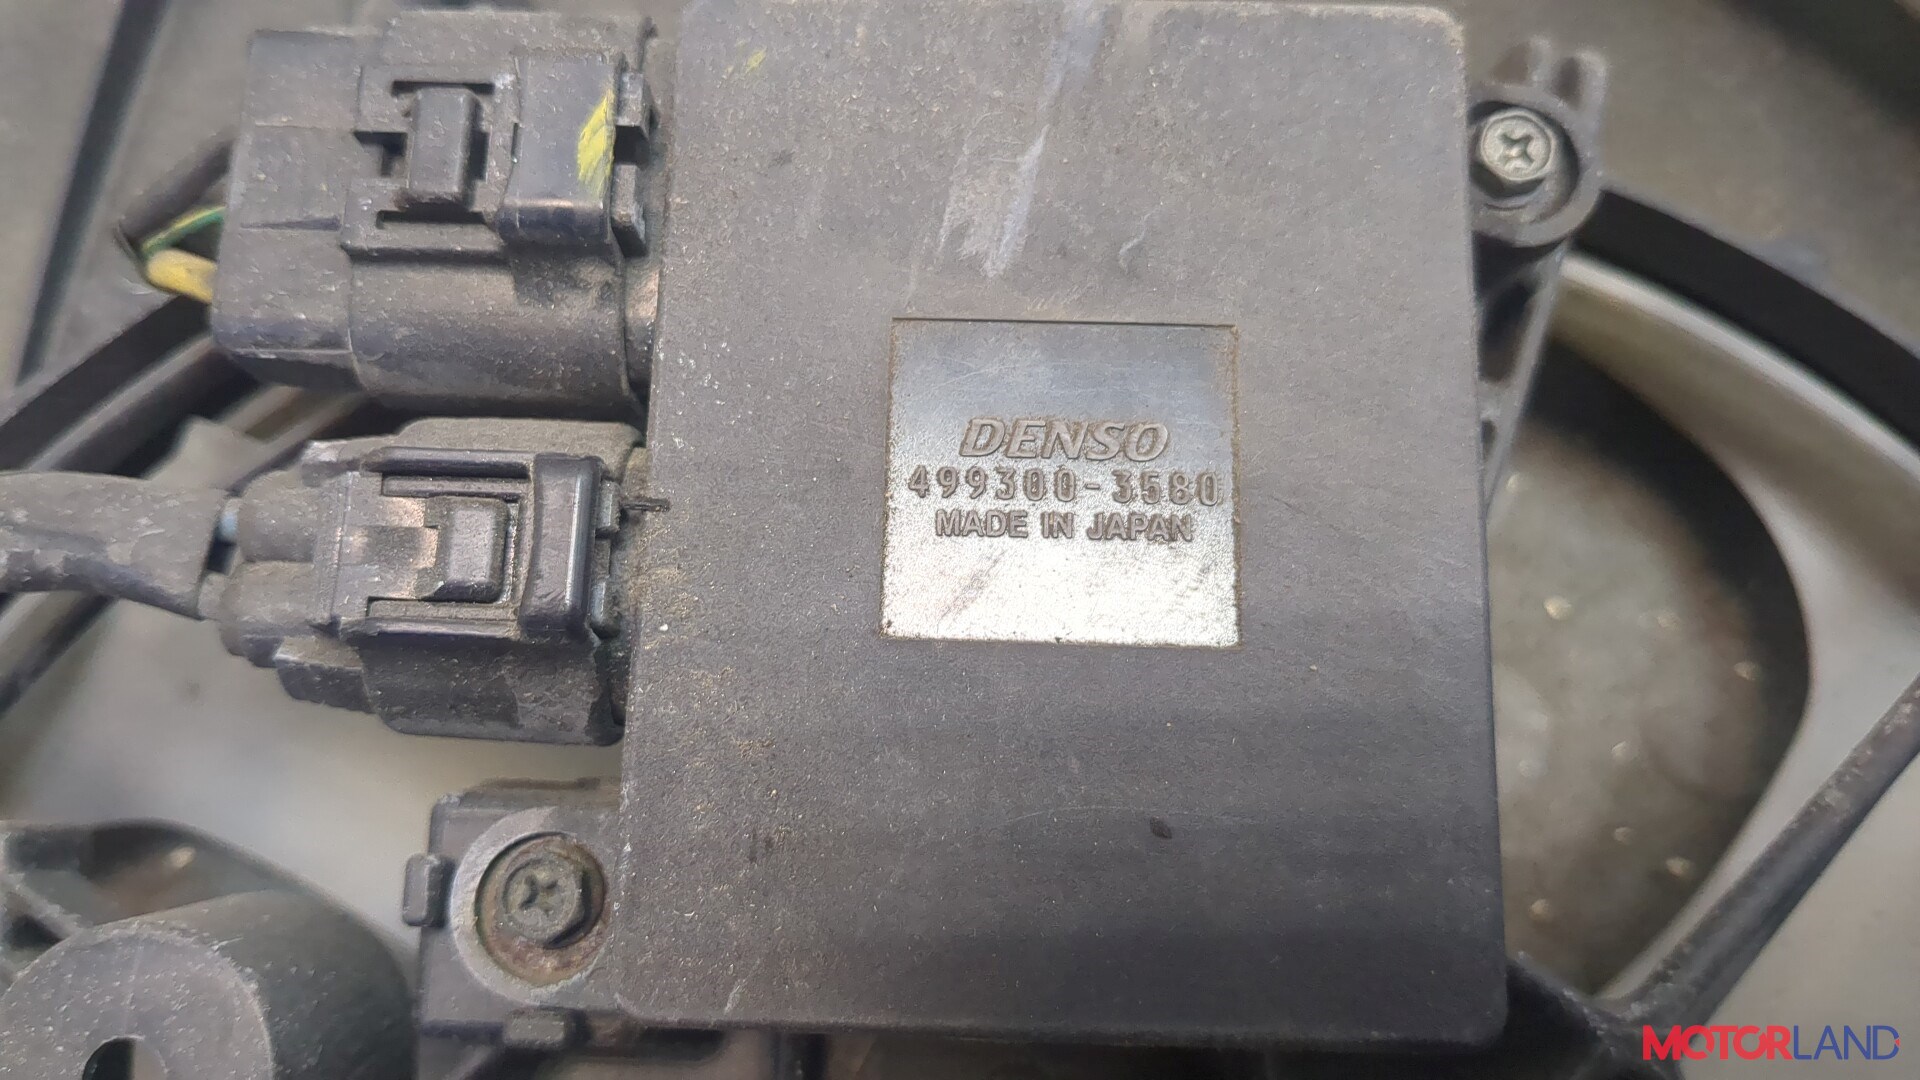 DENSO
499300-3580
MADE IN JAPAN
MOTORLAND